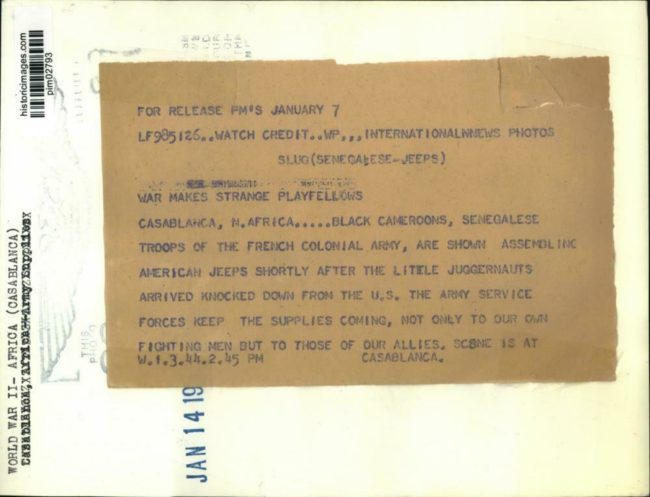 historicimages.com
pim02793
FOR RELEASE PM'S JANUARY 7
LF985126..WATCH CREDIT..WP,,,INTERNATIONALNNEWS PHOTOS
SLUG(SENEGALESE-JEEPS)
WAR MAKES STRANGE PLAYFELLOWS
CASABLANCA, N.AFRICA.....BLACK CAMEROONS, SENEGALESE
TROOPS OF THE FRENCH COLONIAL ARMY, ARE SHOWN ASSEMBLING
AMERICAN JEEPS SHORTLY AFTER THE LITTLE JUGGERNAUTS
ARRIVED KNOCKED DOWN FROM THE U.S. THE ARMY SERVICE
FORCES KEEP THE SUPPLIES COMING, NOT ONLY TO OUR OWN
FIGHTING MEN BUT TO THOSE OF OUR ALLIES. SCENE IS AT
W.1.3.44.2.45 PM CASABLANCA.
WORLD WAR II- AFRICA (CASABLANCA)
THIS
JAN 14 19